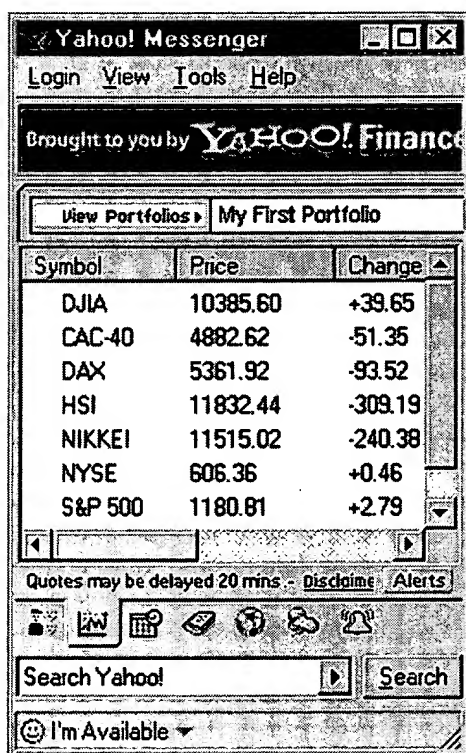 Yahoo! Messenger
Login View Tools Help
Brought to you by YAHOO! Finance
View Portfolios My First Portfolio
Symbol Price Change
DJIA 10385.60 +39.65
CAC-40 4882.62 -51.35
DAX 5361.92 -93.52
HSI 11832.44 -309.19
NIKKEI 11515.02 -240.38
NYSE 606.36 +0.46
S&P 500 1180.81 +2.79
Quotes may be delayed 20 mins - Disclaime Alerts
Search Yahoo! Search
I'm Available